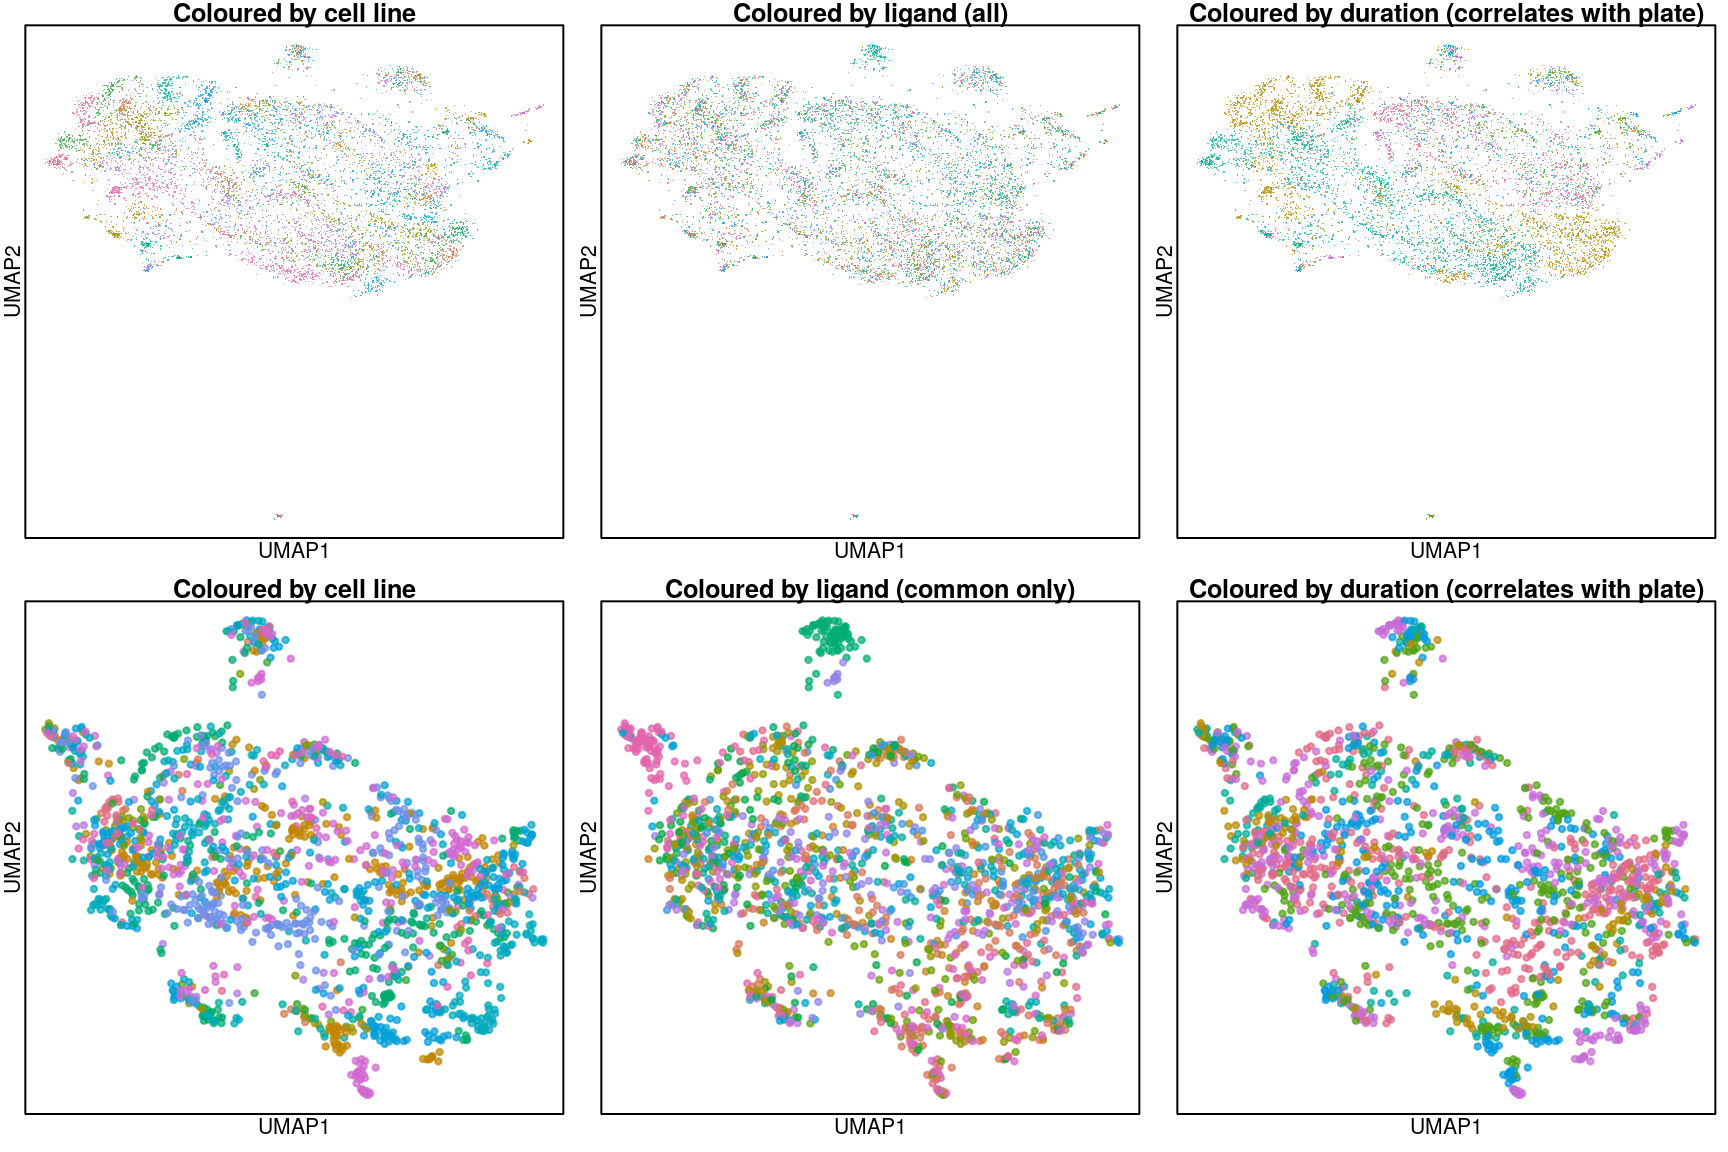 Coloured by cell line
Coloured by ligand (all)
Coloured by duration (correlates with plate)
UMAP2
UMAP2
UMAP2
UMAP1
UMAP1
UMAP1
Coloured by cell line
Coloured by ligand (common only)
Coloured by duration (correlates with plate)
UMAP2
UMAP2
UMAP2
UMAP1
UMAP1
UMAP1